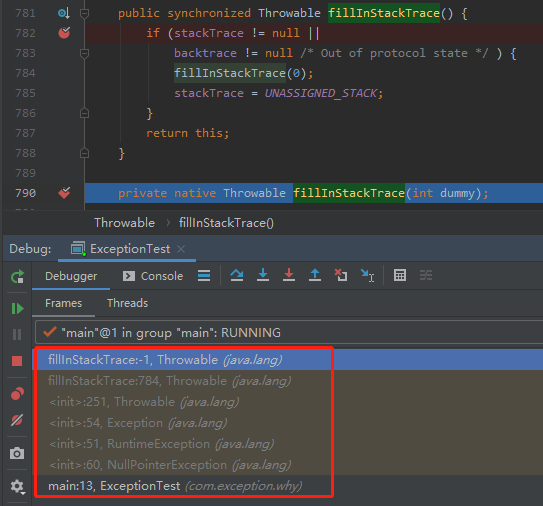 781 public synchronized Throwable fillInStackTrace() {
782 if (stackTrace != null ||
783 backtrace != null /* Out of protocol state */ ) {
784 fillInStackTrace(0);
785 stackTrace = UNASSIGNED_STACK;
786 }
787 return this;
788 }
789
790 private native Throwable fillInStackTrace(int dummy);
Throwable › fillInStackTrace()
Debug: ExceptionTest ×
Debugger Console
Frames Threads
"main"@1 in group "main": RUNNING
fillInStackTrace:-1, Throwable (java.lang)
fillInStackTrace:784, Throwable (java.lang)
<init>:251, Throwable (java.lang)
<init>:54, Exception (java.lang)
<init>:51, RuntimeException (java.lang)
<init>:60, NullPointerException (java.lang)
main:13, ExceptionTest (com.exception.why)